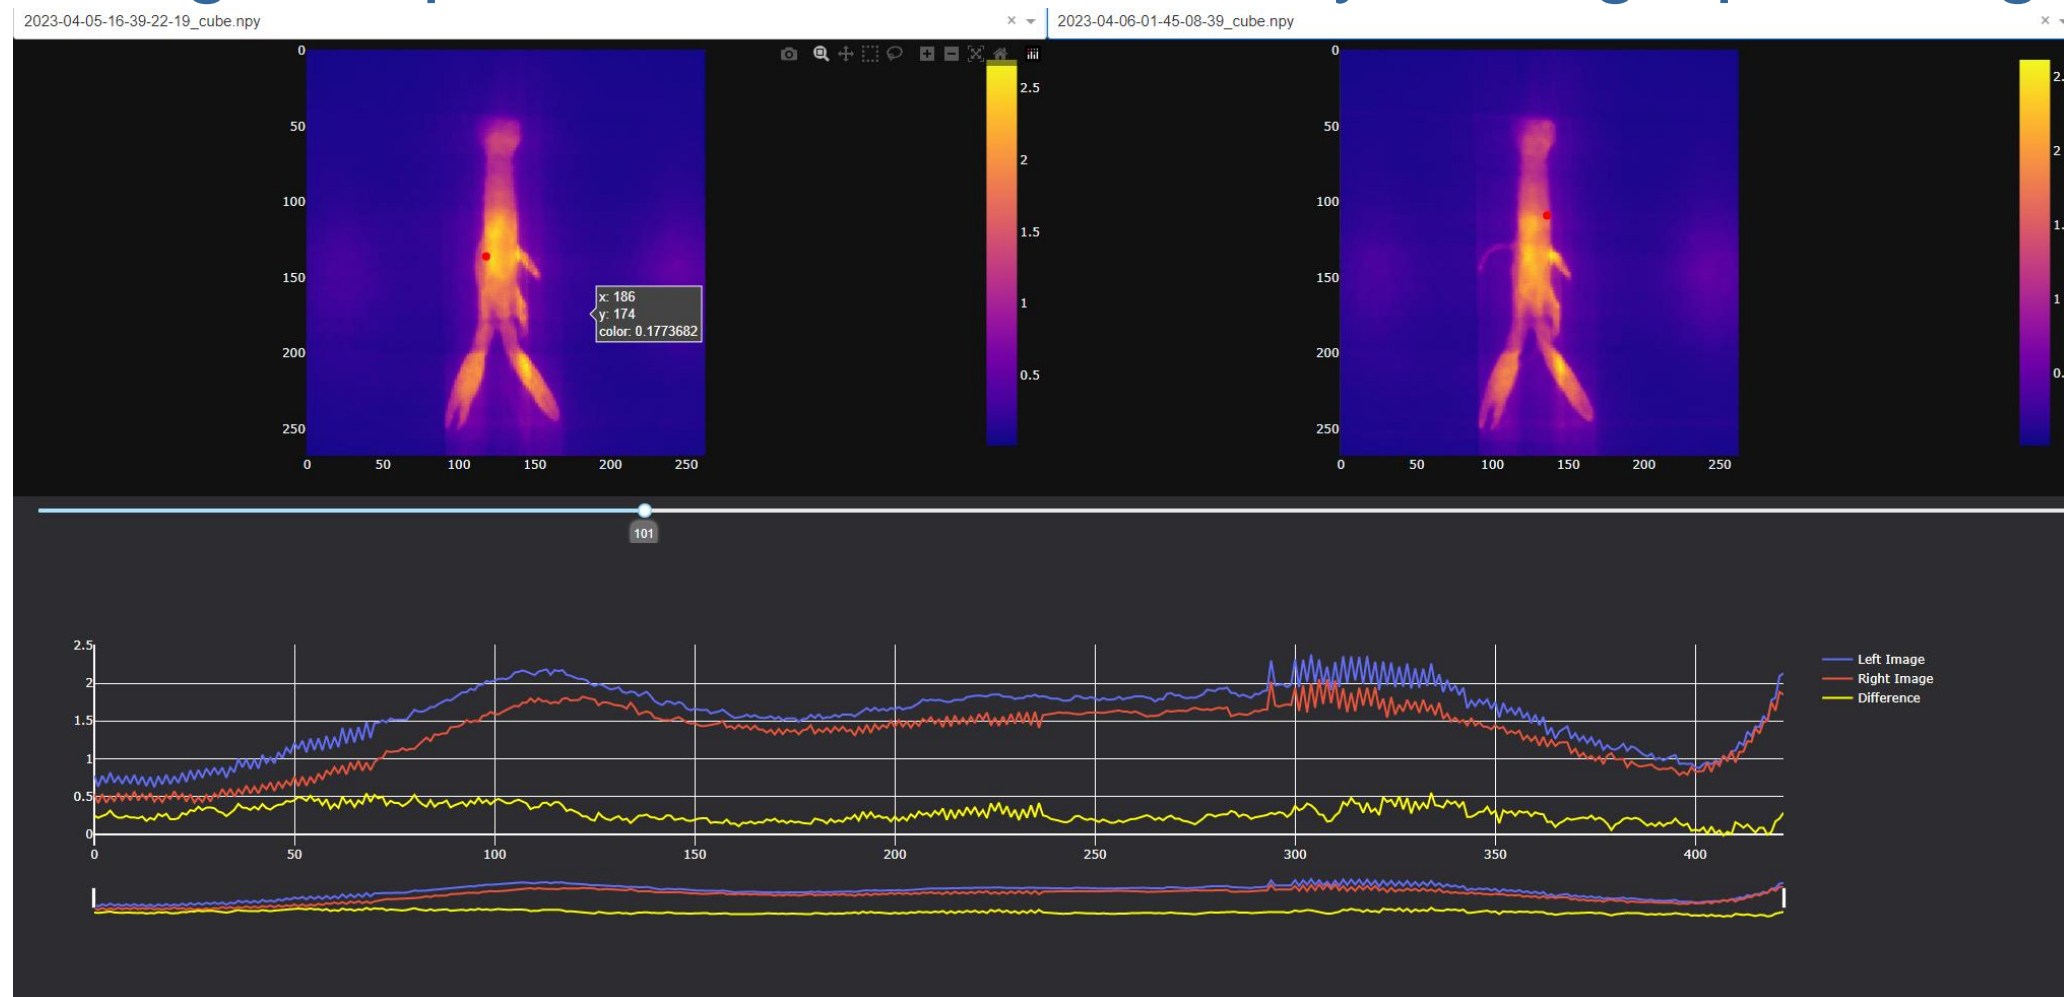 2023-04-05-16-39-22-19_cube.npy
2023-04-06-01-45-08-39_cube.npy
0
50
100
150
200
250
0 50 100 150 200 250
2.5
2
1.5
1
0.5
x: 186
y: 174
color: 0.1773682
0
50
100
150
200
250
0 50 100 150 200 250
2
1
101
2.5
2
1.5
1
0.5
0
0 50 100 150 200 250 300 350 400
Left Image
Right Image
Difference